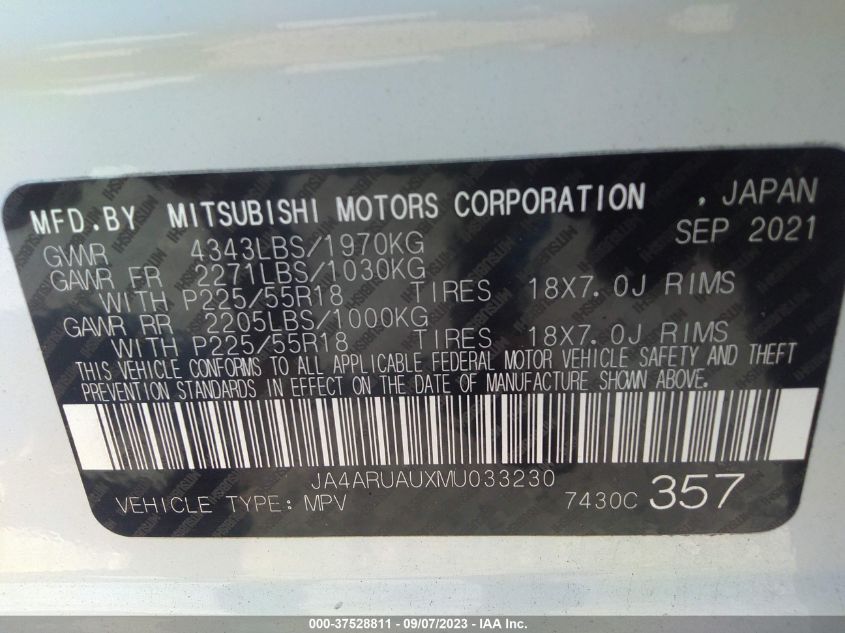 MFD.BY MITSUBISHI MOTORS CORPORATION , JAPAN
GVWR 4343LBS/1970KG SEP 2021
GAWR FR 2271LBS/1030KG
WITH P225/55R18 TIRES 18X7.0J RIMS
GAWR RR 2205LBS/1000KG
WITH P225/55R18 TIRES 18X7.0J RIMS
THIS VEHICLE CONFORMS TO ALL APPLICABLE FEDERAL MOTOR VEHICLE SAFETY AND THEFT
PREVENTION STANDARDS IN EFFECT ON THE DATE OF MANUFACTURE SHOWN ABOVE.
JA4ARUAUXMU033230
VEHICLE TYPE: MPV 7430C 357
000-37528811 - 09/07/2023 - IAA Inc.